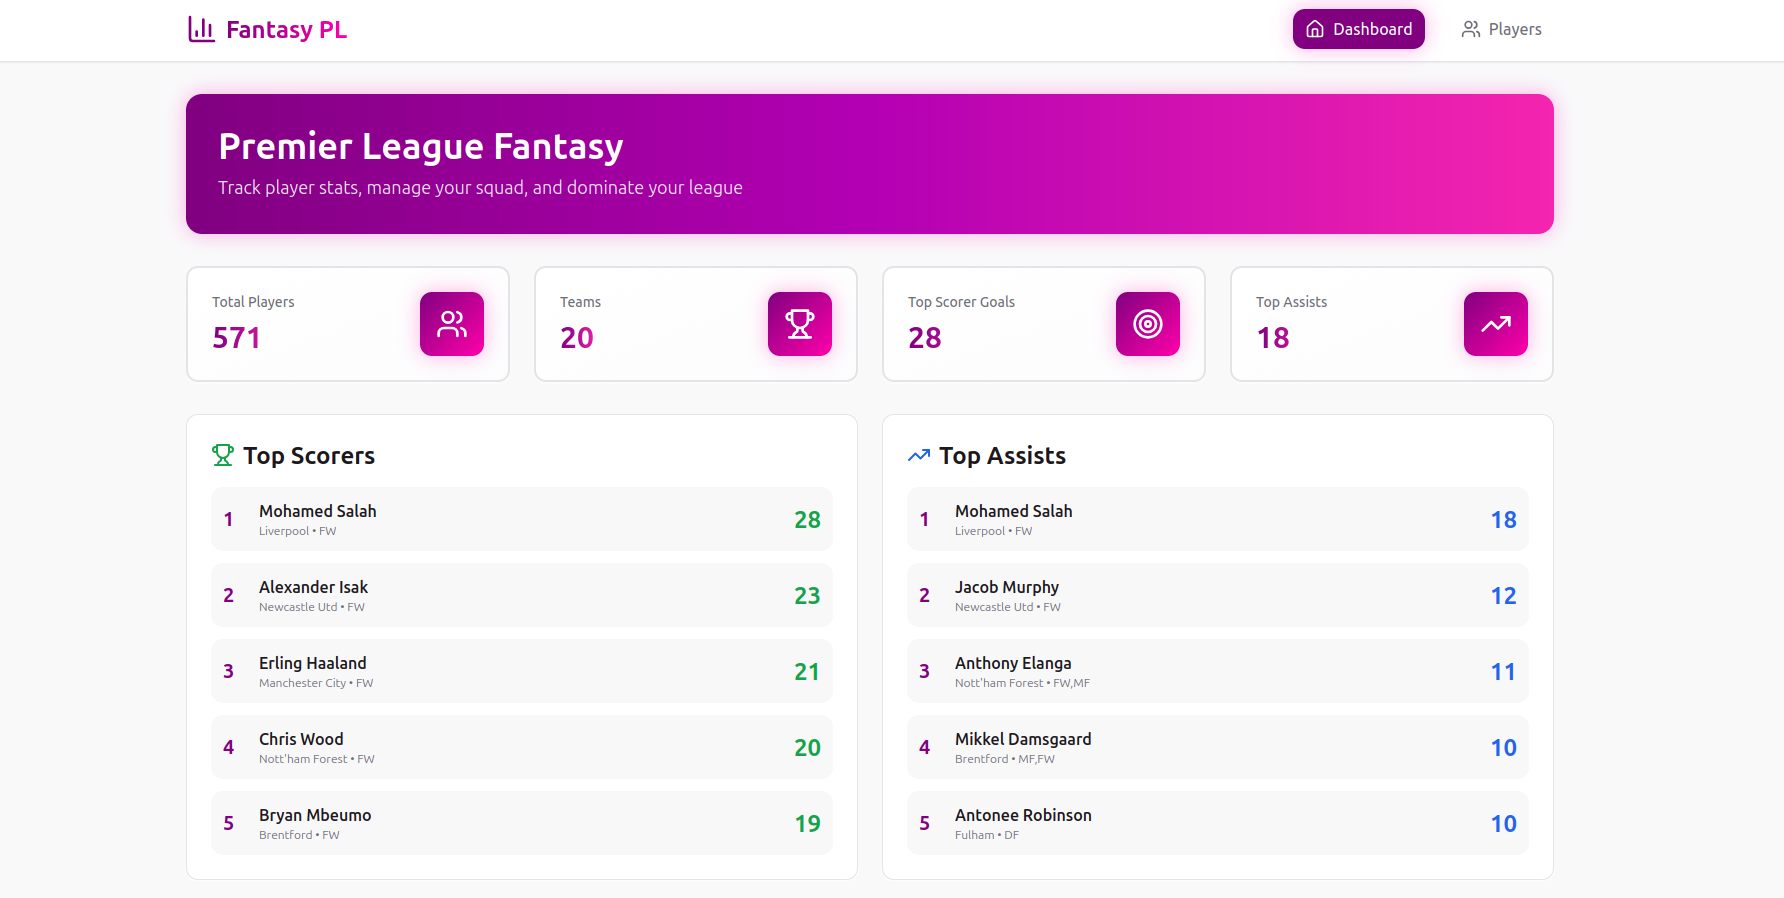 Fantasy PL
Dashboard
Players
Premier League Fantasy
Track player stats, manage your squad, and dominate your league
Total Players
571
Teams
20
Top Scorer Goals
28
Top Assists
18
Top Scorers
1
Mohamed Salah
Liverpool • FW
28
2
Alexander Isak
Newcastle Utd • FW
23
3
Erling Haaland
Manchester City • FW
21
4
Chris Wood
Nott'ham Forest • FW
20
5
Bryan Mbeumo
Brentford • FW
19
Top Assists
1
Mohamed Salah
Liverpool • FW
18
2
Jacob Murphy
Newcastle Utd • FW
12
3
Anthony Elanga
Nott'ham Forest • FW,MF
11
4
Mikkel Damsgaard
Brentford • MF,FW
10
5
Antonee Robinson
Fulham • DF
10